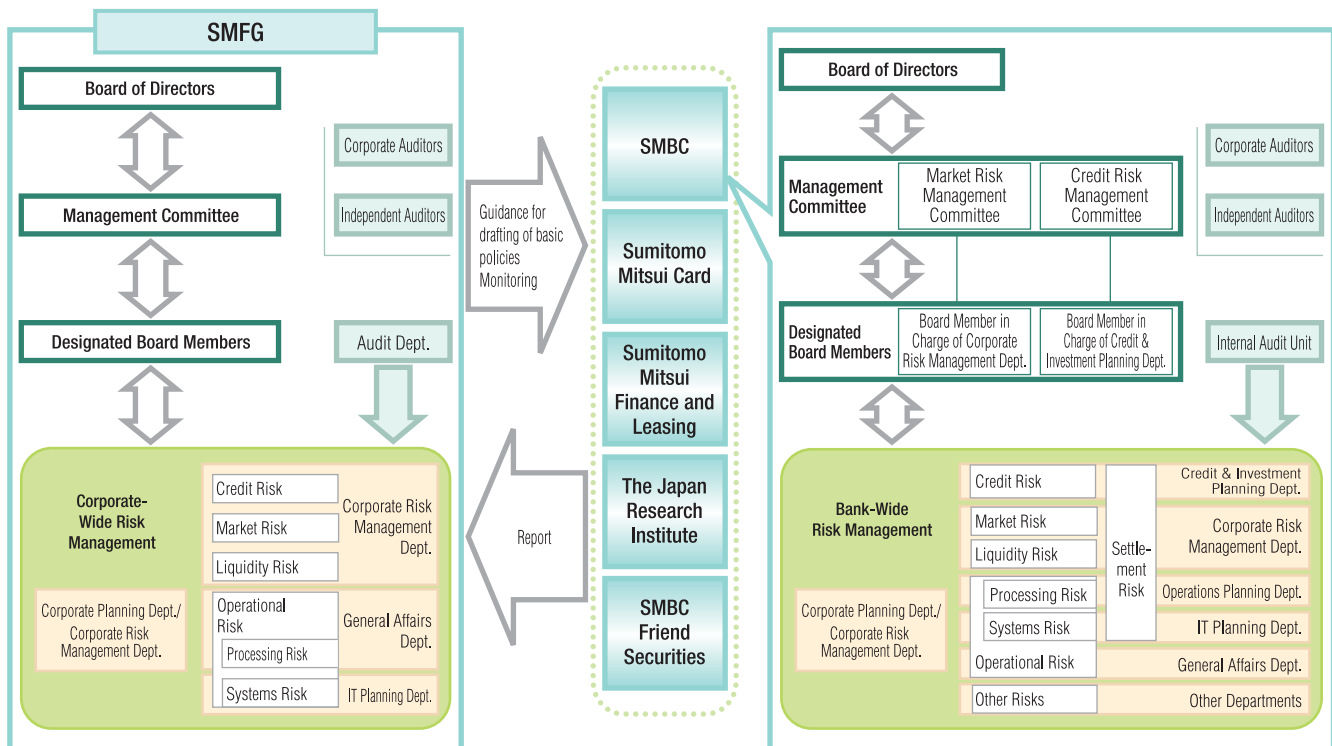 SMFG
Board of Directors
Corporate Auditors
Management Committee
Independent Auditors
Designated Board Members
Audit Dept.
Corporate-
Wide Risk
Management
Corporate Planning Dept./
Corporate Risk
Management Dept.
Credit Risk
Market Risk
Liquidity Risk
Corporate Risk
Management
Dept.
Operational
Risk
Processing Risk
General Affairs
Dept.
Systems Risk
IT Planning Dept.
Guidance for
drafting of basic
policies
Monitoring
Report
SMBC
Sumitomo
Mitsui Card
Sumitomo
Mitsui
Finance and
Leasing
The Japan
Research
Institute
SMBC
Friend
Securities
Board of Directors
Management
Committee
Market Risk
Management
Committee
Credit Risk
Management
Committee
Corporate Auditors
Independent Auditors
Designated
Board Members
Board Member in
Charge of Corporate
Risk Management Dept.
Board Member in
Charge of Credit &
Investment Planning Dept.
Internal Audit Unit
Bank-Wide
Risk Management
Corporate Planning Dept./
Corporate Risk
Management Dept.
Credit Risk
Credit & Investment
Planning Dept.
Market Risk
Liquidity Risk
Corporate Risk
Management Dept.
Settle-
ment
Risk
Processing Risk
Operations Planning Dept.
Systems Risk
IT Planning Dept.
Operational Risk
General Affairs Dept.
Other Risks
Other Departments